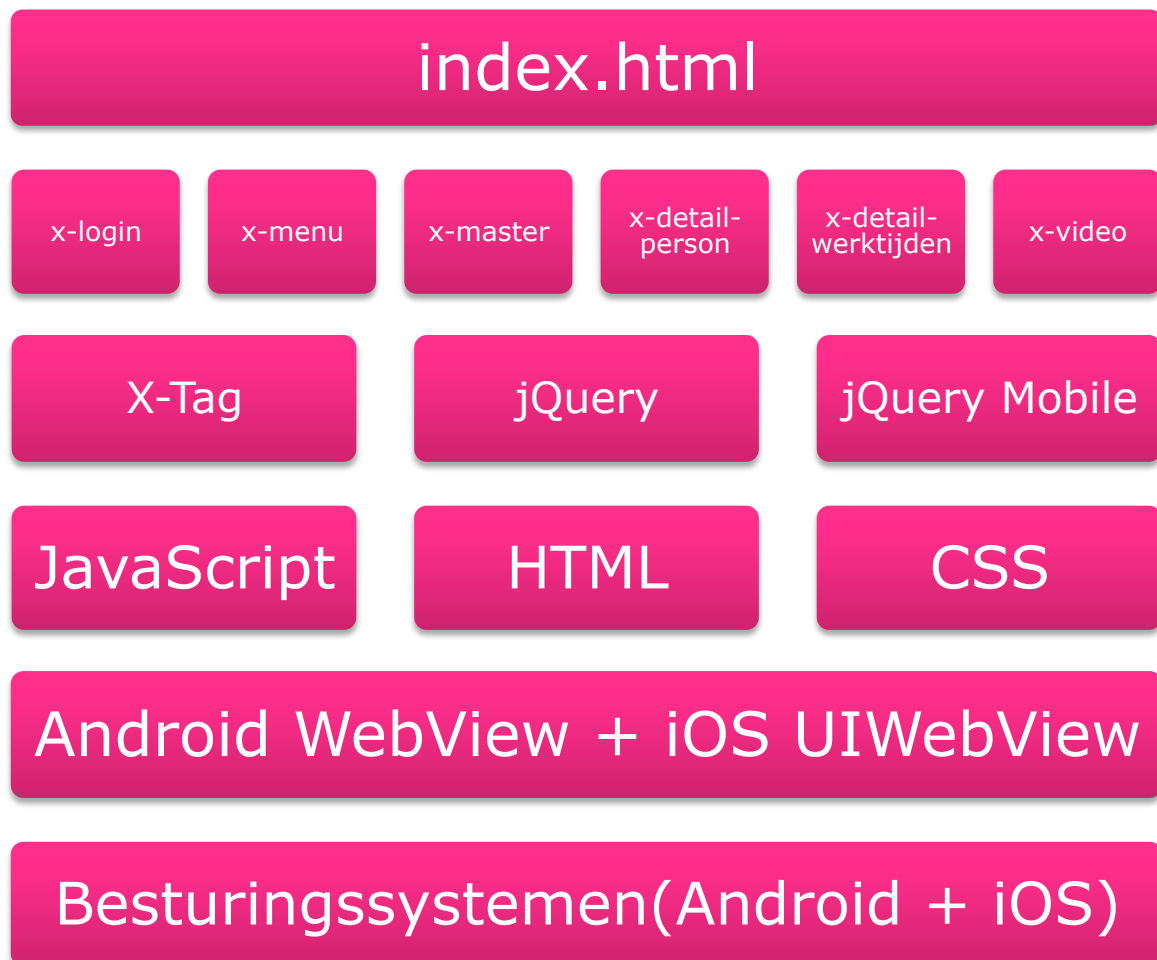 index.html
x-login
x-menu
x-master
x-detail-
person
x-detail-
werktijden
x-video
X-Tag
jQuery
jQuery Mobile
JavaScript
HTML
CSS
Android WebView + iOS UIWebView
Besturingssystemen(Android + iOS)